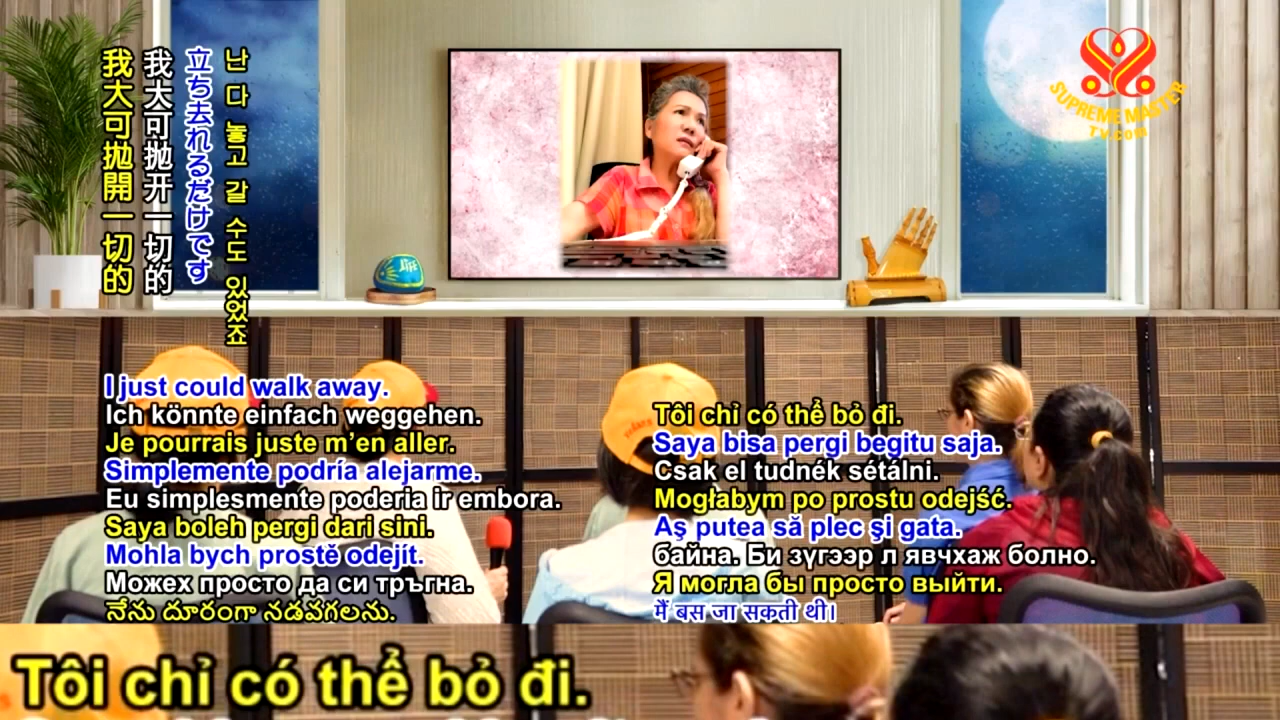 난 다 놓고 갈 수도 있었죠
立ち去れるだけです
我大可抛开一切的
我大可拋開一切的
SUPREME MASTER
TV.COM
LIFE
I just could walk away.
Ich könnte einfach weggehen.
Je pourrais juste m’en aller.
Simplemente podría alejarme.
Eu simplesmente poderia ir embora.
Saya boleh pergi dari sini.
Mohla bych prostě odejít.
Можех просто да си тръгна.
నేను దూరంగా నడవగలను.
Tôi chỉ có thể bỏ đi.
Saya bisa pergi begitu saja.
Csak el tudnék sétálni.
Mogłabym po prostu odejść.
Aş putea să plec şi gata.
байна. Би зүгээр л явчхаж болно.
Я могла бы просто выйти.
मैं बस जा सकती थी।
Tôi chỉ có thể bỏ đi.